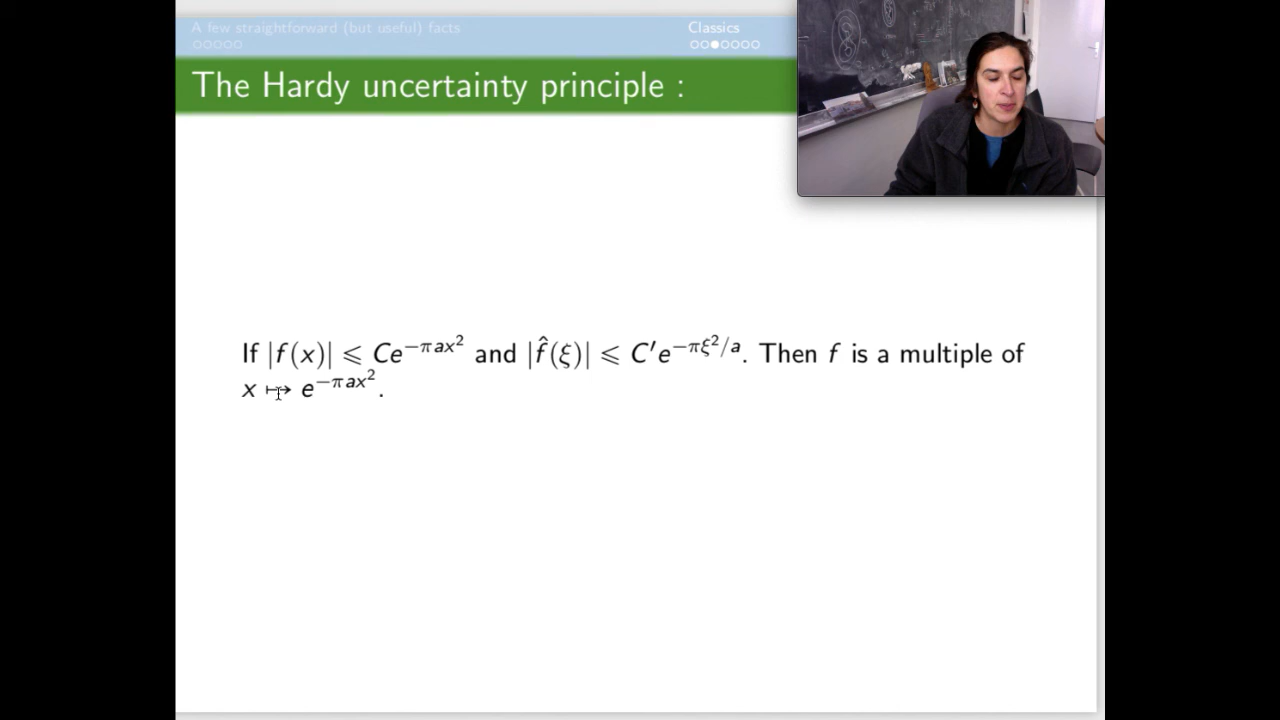 A few straightforward (but useful) facts
Classics
The Hardy uncertainty principle :
If |f(x)| ⩽ Ce^{−πax²} and |f̂(ξ)| ⩽ C′e^{−πξ²/a}. Then f is a multiple of
x ↦ e^{−πax²}.